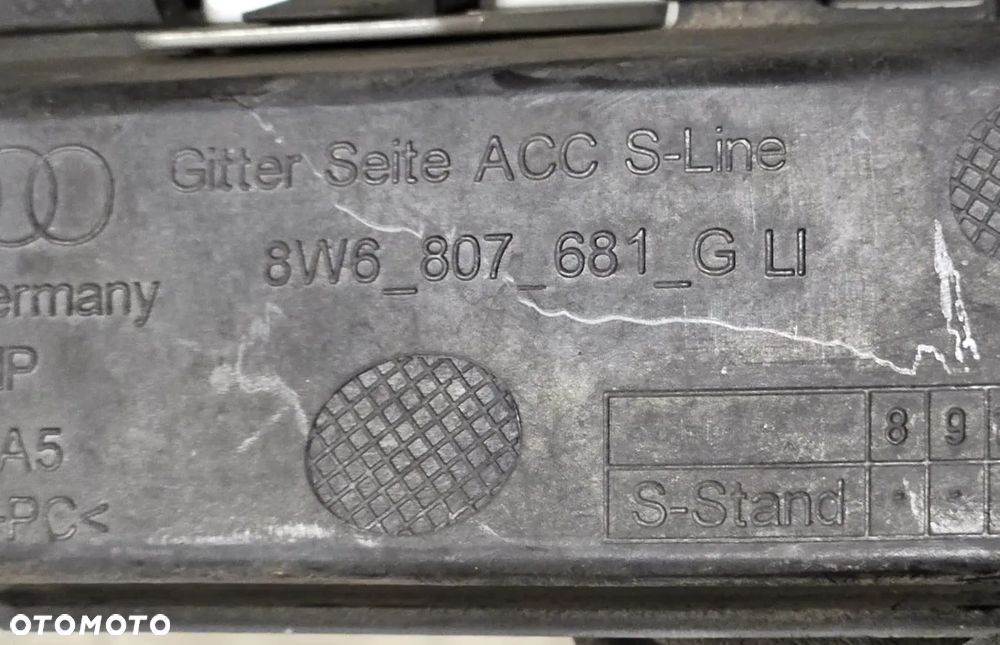 Gitter Seite ACC S-Line
8W6_807_681_G LI
ermany
A5
PC<
8 9
S-Stand - -
OTOMOTO